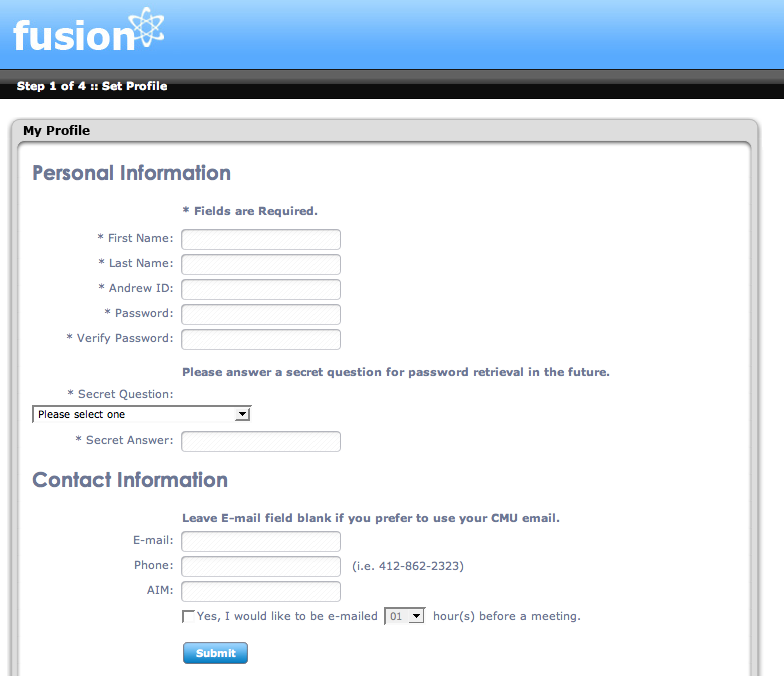 fusion
Step 1 of 4 :: Set Profile
My Profile
Personal Information
* Fields are Required.
* First Name:
* Last Name:
* Andrew ID:
* Password:
* Verify Password:
Please answer a secret question for password retrieval in the future.
* Secret Question:
Please select one
* Secret Answer:
Contact Information
Leave E-mail field blank if you prefer to use your CMU email.
E-mail:
Phone: (i.e. 412-862-2323)
AIM:
Yes, I would like to be e-mailed 01 hour(s) before a meeting.
Submit